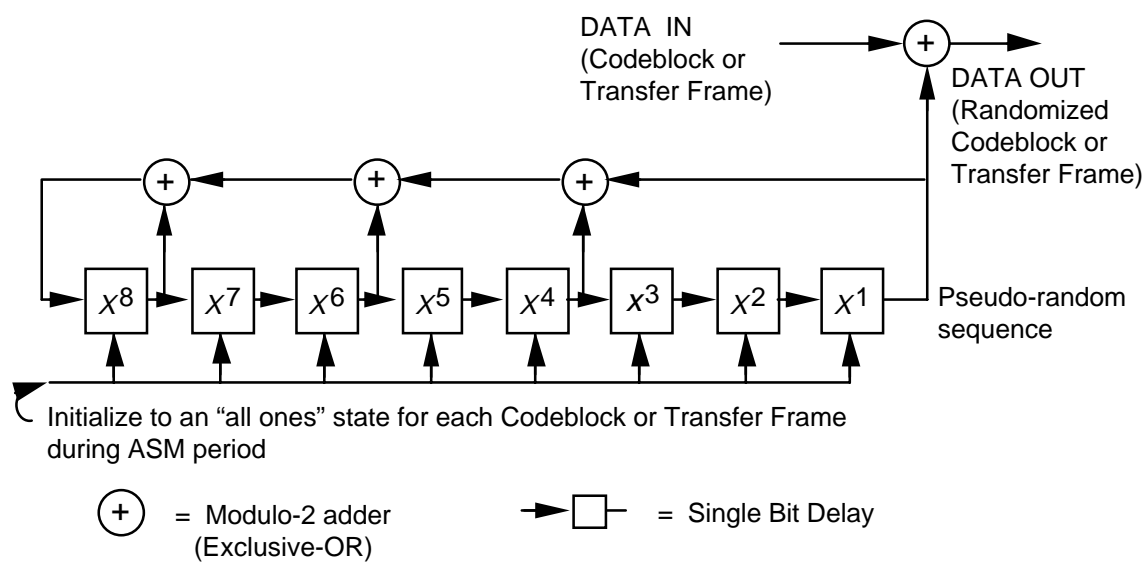 DATA IN
(Codeblock or
Transfer Frame)
+
DATA OUT
(Randomized
Codeblock or
Transfer Frame)
+
+
+
X8
X7
X6
X5
X4
x3
X2
X1
Pseudo-random
sequence
Initialize to an “all ones” state for each Codeblock or Transfer Frame
during ASM period
+
= Modulo-2 adder
(Exclusive-OR)
= Single Bit Delay